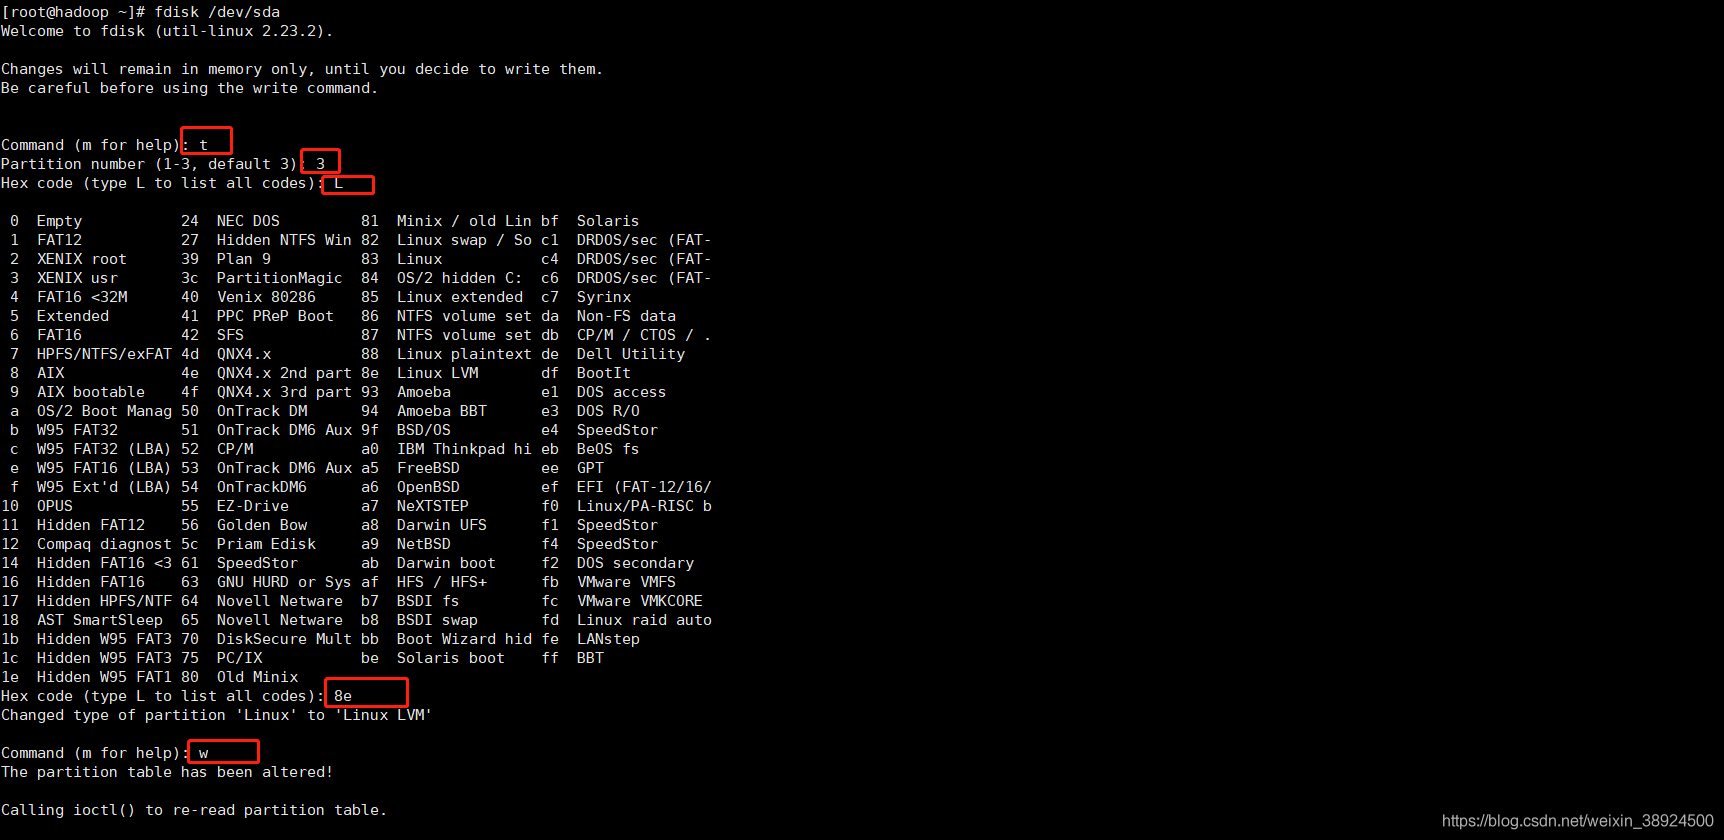 [root@hadoop ~]# fdisk /dev/sda
Welcome to fdisk (util-linux 2.23.2).
Changes will remain in memory only, until you decide to write them.
Be careful before using the write command.
Command (m for help): t
Partition number (1-3, default 3): 3
Hex code (type L to list all codes): L
 0  Empty           24  NEC DOS         81  Minix / old Lin bf  Solaris
 1  FAT12           27  Hidden NTFS Win 82  Linux swap / So c1  DRDOS/sec (FAT-
 2  XENIX root      39  Plan 9          83  Linux           c4  DRDOS/sec (FAT-
 3  XENIX usr       3c  PartitionMagic  84  OS/2 hidden C:  c6  DRDOS/sec (FAT-
 4  FAT16 <32M      40  Venix 80286     85  Linux extended  c7  Syrinx
 5  Extended        41  PPC PReP Boot   86  NTFS volume set da  Non-FS data
 6  FAT16           42  SFS             87  NTFS volume set db  CP/M / CTOS / .
 7  HPFS/NTFS/exFAT 4d  QNX4.x          88  Linux plaintext de  Dell Utility
 8  AIX             4e  QNX4.x 2nd part 8e  Linux LVM       df  BootIt
 9  AIX bootable    4f  QNX4.x 3rd part 93  Amoeba          e1  DOS access
 a  OS/2 Boot Manag 50  OnTrack DM      94  Amoeba BBT      e3  DOS R/O
 b  W95 FAT32       51  OnTrack DM6 Aux 9f  BSD/OS          e4  SpeedStor
 c  W95 FAT32 (LBA) 52  CP/M            a0  IBM Thinkpad hi eb  BeOS fs
 e  W95 FAT16 (LBA) 53  OnTrack DM6 Aux a5  FreeBSD         ee  GPT
 f  W95 Ext'd (LBA) 54  OnTrackDM6      a6  OpenBSD         ef  EFI (FAT-12/16/
10  OPUS            55  EZ-Drive        a7  NeXTSTEP        f0  Linux/PA-RISC b
11  Hidden FAT12    56  Golden Bow      a8  Darwin UFS      f1  SpeedStor
12  Compaq diagnost 5c  Priam Edisk     a9  NetBSD          f4  SpeedStor
14  Hidden FAT16 <3 61  SpeedStor       ab  Darwin boot     f2  DOS secondary
16  Hidden FAT16    63  GNU HURD or Sys af  HFS / HFS+      fb  VMware VMFS
17  Hidden HPFS/NTF 64  Novell Netware  b7  BSDI fs         fc  VMware VMKCORE
18  AST SmartSleep  65  Novell Netware  b8  BSDI swap       fd  Linux raid auto
1b  Hidden W95 FAT3 70  DiskSecure Mult bb  Boot Wizard hid fe  LANstep
1c  Hidden W95 FAT3 75  PC/IX           be  Solaris boot    ff  BBT
1e  Hidden W95 FAT1 80  Old Minix
Hex code (type L to list all codes): 8e
Changed type of partition 'Linux' to 'Linux LVM'
Command (m for help): w
The partition table has been altered!
Calling ioctl() to re-read partition table.
https://blog.csdn.net/weixin_38924500